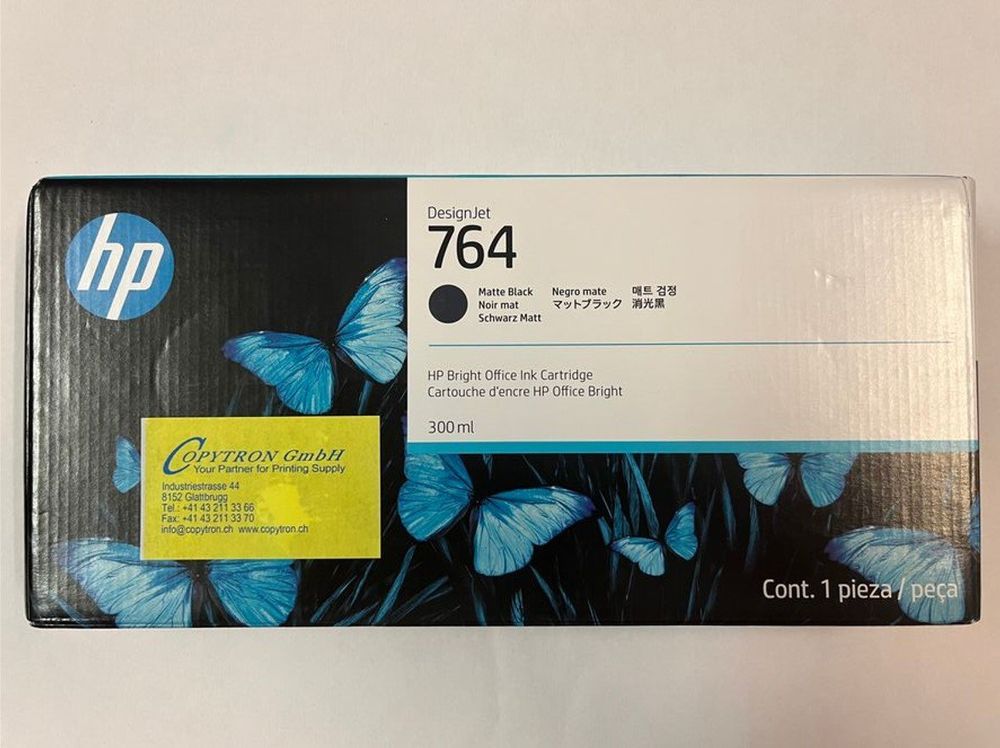 hp
DesignJet
764
Matte Black Negro mate 매트 검정
Noir mat マットブラック 消光黑
Schwarz Matt
HP Bright Office Ink Cartridge
Cartouche d'encre HP Office Bright
300 ml
COPYTRON GmbH
Your Partner for Printing Supply
Industriestrasse 44
8152 Glattbrugg
Tel.: +41 43 211 33 66
Fax: +41 43 211 33 70
info@copytron.ch www.copytron.ch
Cont. 1 pieza / peça